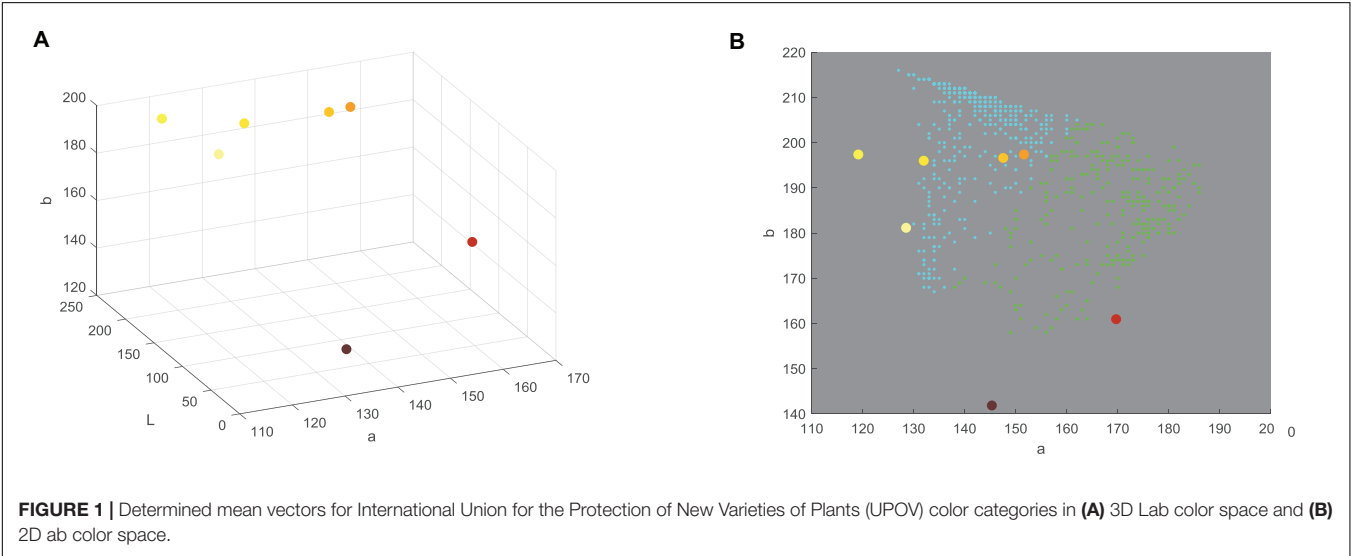 A
200
180
160
140
120
b
250
200
150
100
50
0
L
110
120
130
140
150
160
170
a
B
220
210
200
190
180
170
160
150
140
b
110 120 130 140 150 160 170 180 190 20 0
a
FIGURE 1 | Determined mean vectors for International Union for the Protection of New Varieties of Plants (UPOV) color categories in (A) 3D Lab color space and (B)
2D ab color space.